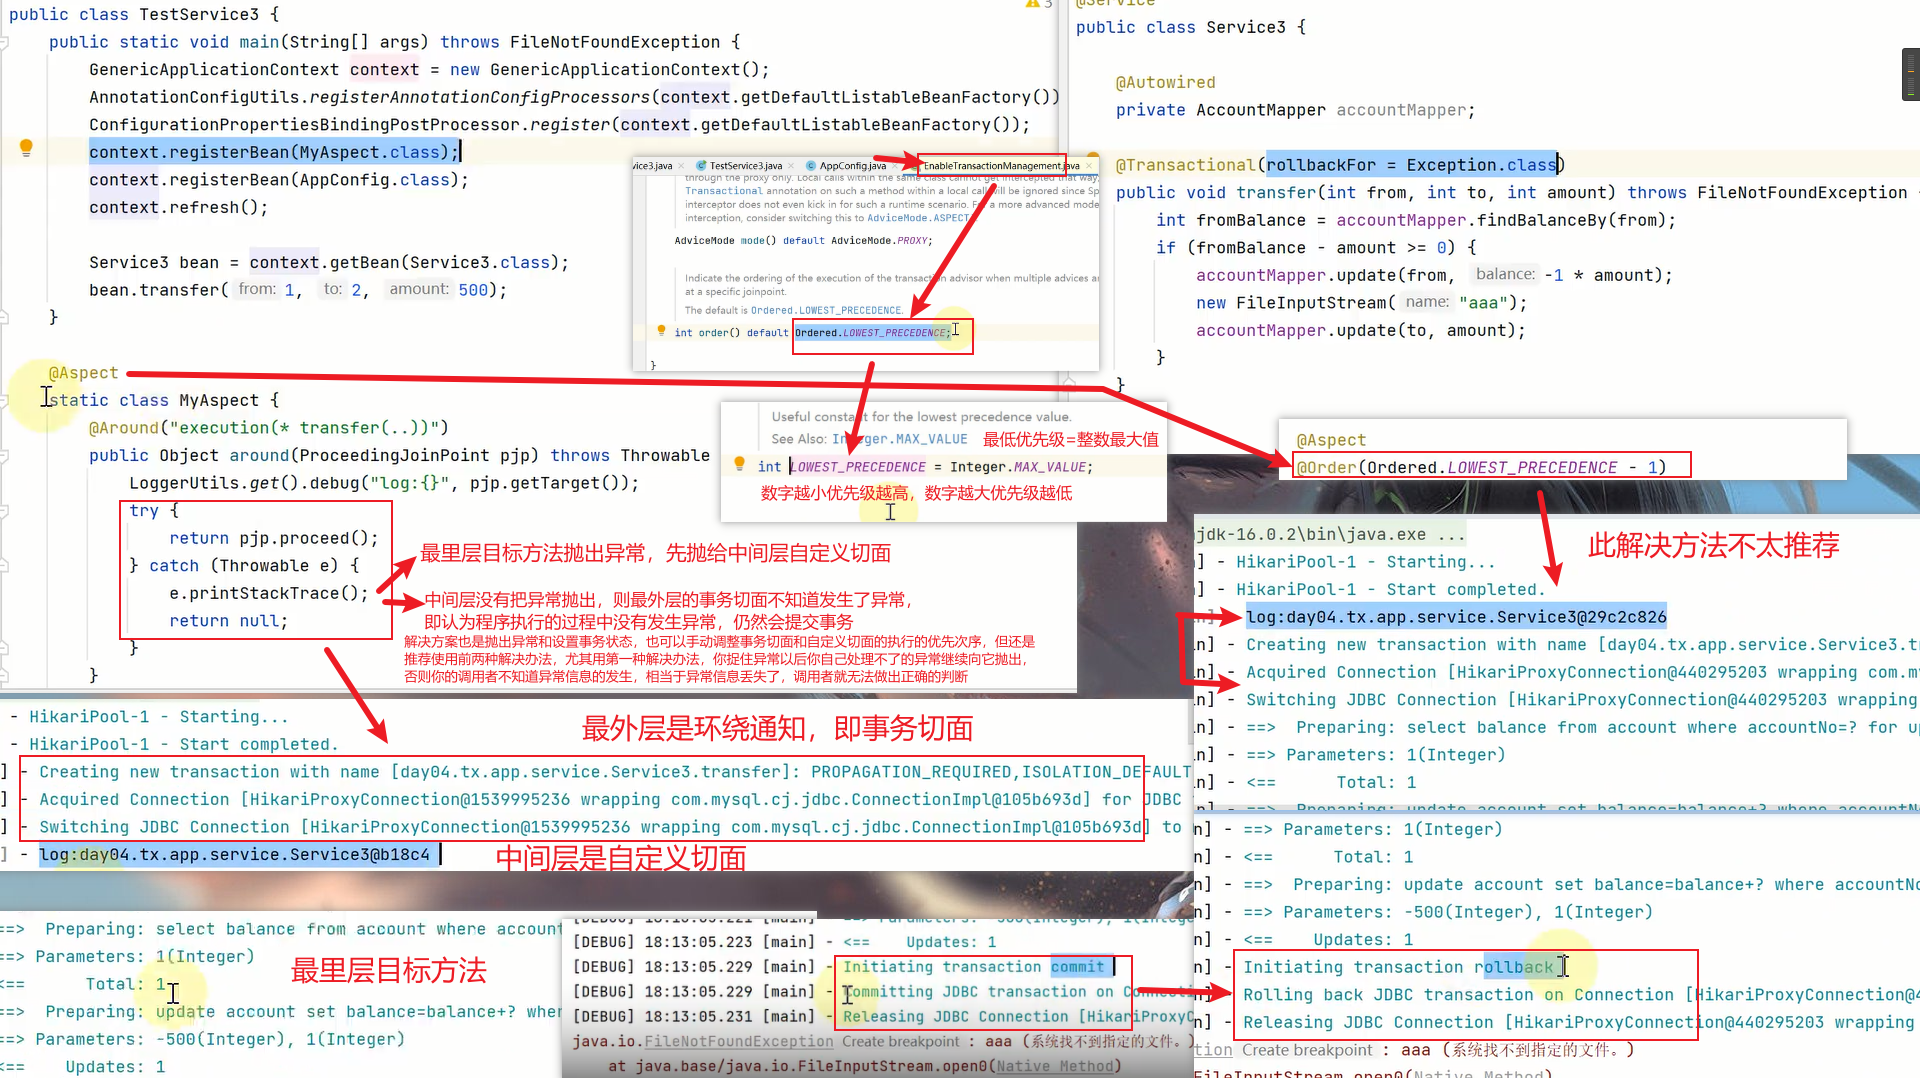 public class TestService3 {
public static void main(String[] args) throws FileNotFoundException {
GenericApplicationContext context = new GenericApplicationContext();
AnnotationConfigUtils.registerAnnotationConfigProcessors(context.getDefaultListableBeanFactory())
ConfigurationPropertiesBindingPostProcessor.register(context.getDefaultListableBeanFactory());
context.registerBean(MyAspect.class);
context.registerBean(AppConfig.class);
context.refresh();
Service3 bean = context.getBean(Service3.class);
bean.transfer( from: 1, to: 2, amount: 500);
}
@Aspect
static class MyAspect {
@Around("execution(* transfer(..))")
public Object around(ProceedingJoinPoint pjp) throws Throwable
LoggerUtils.get().debug("log:{}", pjp.getTarget());
try {
return pjp.proceed();
} catch (Throwable e) {
e.printStackTrace();
return null;
}
}
最里层目标方法抛出异常，先抛给中间层自定义切面
中间层没有把异常抛出，则最外层的事务切面不知道发生了异常，
即认为程序执行的过程中没有发生异常，仍然会提交事务
解决方案也是抛出异常和设置事务状态，也可以手动调整事务切面和自定义切面的执行的优先次序，但还是
推荐使用前两种解决办法，尤其用第一种解决办法，你捉住异常以后你自己处理不了的异常继续向它抛出，
否则你的调用者不知道异常信息的发生，相当于异常信息丢失了，调用者就无法做出正确的判断
3
vice3.java TestService3.java AppConfig.java EnableTransactionManagement.java
through the proxy only. Local calls within the same class cannot get intercepted that way;
Transactional annotation on such a method within a local call will be ignored since Sp
interceptor does not even kick in for such a runtime scenario. For a more advanced mode
interception, consider switching this to AdviceMode.ASPECT
AdviceMode mode() default AdviceMode.PROXY;
Indicate the ordering of the execution of the transaction advisor when multiple advices a
at a specific joinpoint.
The default is Ordered.LOWEST_PRECEDENCE.
int order() default Ordered.LOWEST_PRECEDENCE;
}
Useful constant for the lowest precedence value.
See Also: Integer.MAX_VALUE 最低优先级=整数最大值
int LOWEST_PRECEDENCE = Integer.MAX_VALUE;
数字越小优先级越高，数字越大优先级越低
@Service
public class Service3 {
@Autowired
private AccountMapper accountMapper;
@Transactional(rollbackFor = Exception.class)
public void transfer(int from, int to, int amount) throws FileNotFoundException
int fromBalance = accountMapper.findBalanceBy(from);
if (fromBalance - amount >= 0) {
accountMapper.update(from, balance: -1 * amount);
new FileInputStream( name: "aaa");
accountMapper.update(to, amount);
}
}
@Aspect
@Order(Ordered.LOWEST_PRECEDENCE - 1)
此解决方法不太推荐
jdk-16.0.2\bin\java.exe ...
] - HikariPool-1 - Starting...
] - HikariPool-1 - Start completed.
log:day04.tx.app.service.Service3@29c2c826
n] - Creating new transaction with name [day04.tx.app.service.Service3.t
Acquired Connection [HikariProxyConnection@440295203 wrapping com.m
n] - Switching JDBC Connection [HikariProxyConnection@440295203 wrapping
n] - ==> Preparing: select balance from account where accountNo=? for u
n] - ==> Parameters: 1(Integer)
n] - <== Total: 1
n] - ==> Preparing: update account set balance=balance+? where account
n] - ==> Parameters: 1(Integer)
n] - <== Total: 1
n] - ==> Preparing: update account set balance=balance+? where accountNo
n] - ==> Parameters: -500(Integer), 1(Integer)
n] - <== Updates: 1
n] - Initiating transaction rollback
n] - Rolling back JDBC transaction on Connection [HikariProxyConnection@4
n] - Releasing JDBC Connection [HikariProxyConnection@440295203 wrapping
tion Create breakpoint : aaa (系统找不到指定的文件。)
FileInputStream.open0(Native Method)
- HikariPool-1 - Starting...
- HikariPool-1 - Start completed.
最外层是环绕通知，即事务切面
] - Creating new transaction with name [day04.tx.app.service.Service3.transfer]: PROPAGATION_REQUIRED,ISOLATION_DEFAULT
] - Acquired Connection [HikariProxyConnection@1539995236 wrapping com.mysql.cj.jdbc.ConnectionImpl@105b693d] for JDBC
] - Switching JDBC Connection [HikariProxyConnection@1539995236 wrapping com.mysql.cj.jdbc.ConnectionImpl@105b693d] to
] - log:day04.tx.app.service.Service3@b18c4
中间层是自定义切面
==> Preparing: select balance from account where account
==> Parameters: 1(Integer)
<== Total: 1
==> Preparing: update account set balance=balance+? wher
==> Parameters: -500(Integer), 1(Integer)
<== Updates: 1
最里层目标方法
[DEBUG] 18:13:05.221 [main] - ==> Parameters: -500(Integer), 1(Intege
[DEBUG] 18:13:05.223 [main] - <== Updates: 1
[DEBUG] 18:13:05.229 [main] - Initiating transaction commit
[DEBUG] 18:13:05.229 [main] - Committing JDBC transaction on Connecti
[DEBUG] 18:13:05.231 [main] - Releasing JDBC Connection [HikariProxyC
java.io.FileNotFoundException Create breakpoint : aaa (系统找不到指定的文件。)
at java.base/java.io.FileInputStream.open0(Native Method)